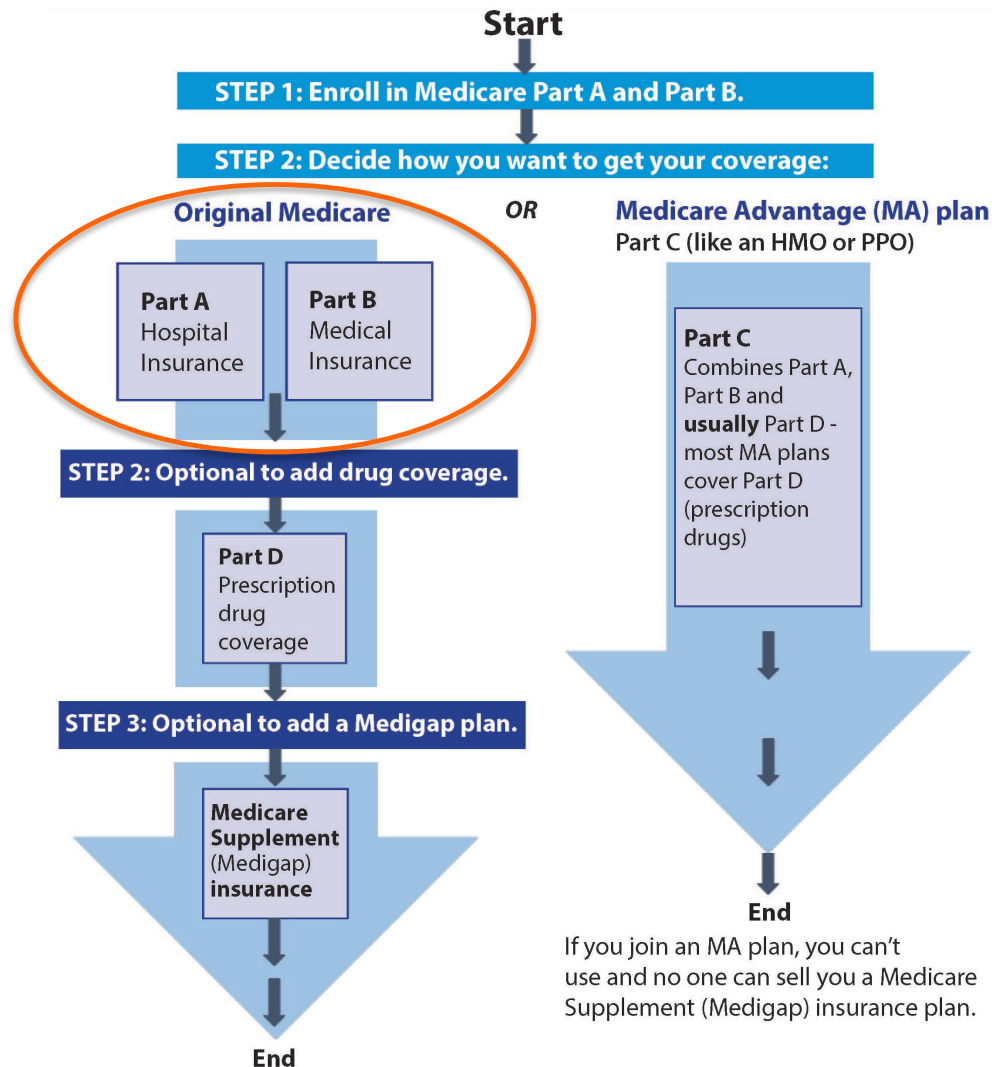 Start
STEP 1: Enroll in Medicare Part A and Part B.
STEP 2: Decide how you want to get your coverage:
Original Medicare
OR
Medicare Advantage (MA) plan
Part C (like an HMO or PPO)
Part A
Hospital
Insurance
Part B
Medical
Insurance
STEP 2: Optional to add drug coverage.
Part D
Prescription
drug
coverage
STEP 3: Optional to add a Medigap plan.
Medicare
Supplement
(Medigap)
insurance
End
Part C
Combines Part A,
Part B and
usually Part D -
most MA plans
cover Part D
(prescription
drugs)
End
If you join an MA plan, you can't
use and no one can sell you a Medicare
Supplement (Medigap) insurance plan.